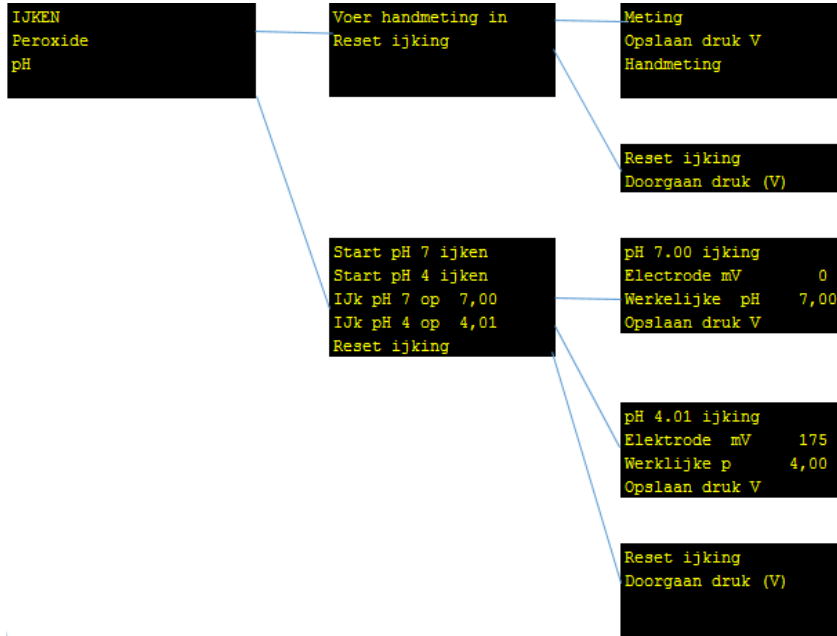 IJKEN
Peroxide
pH
Voer handmeting in
Reset ijking
Meting
Opslaan druk V
Handmeting
Reset ijking
Doorgaan druk (V)
Start pH 7 ijken
Start pH 4 ijken
IJk pH 7 op 7,00
IJk pH 4 op 4,01
Reset ijking
pH 7.00 ijking
Electrode mV 0
Werkelijke pH 7,00
Opslaan druk V
pH 4.01 ijking
Elektrode mV 175
Werklijke p 4,00
Opslaan druk V
Reset ijking
Doorgaan druk (V)